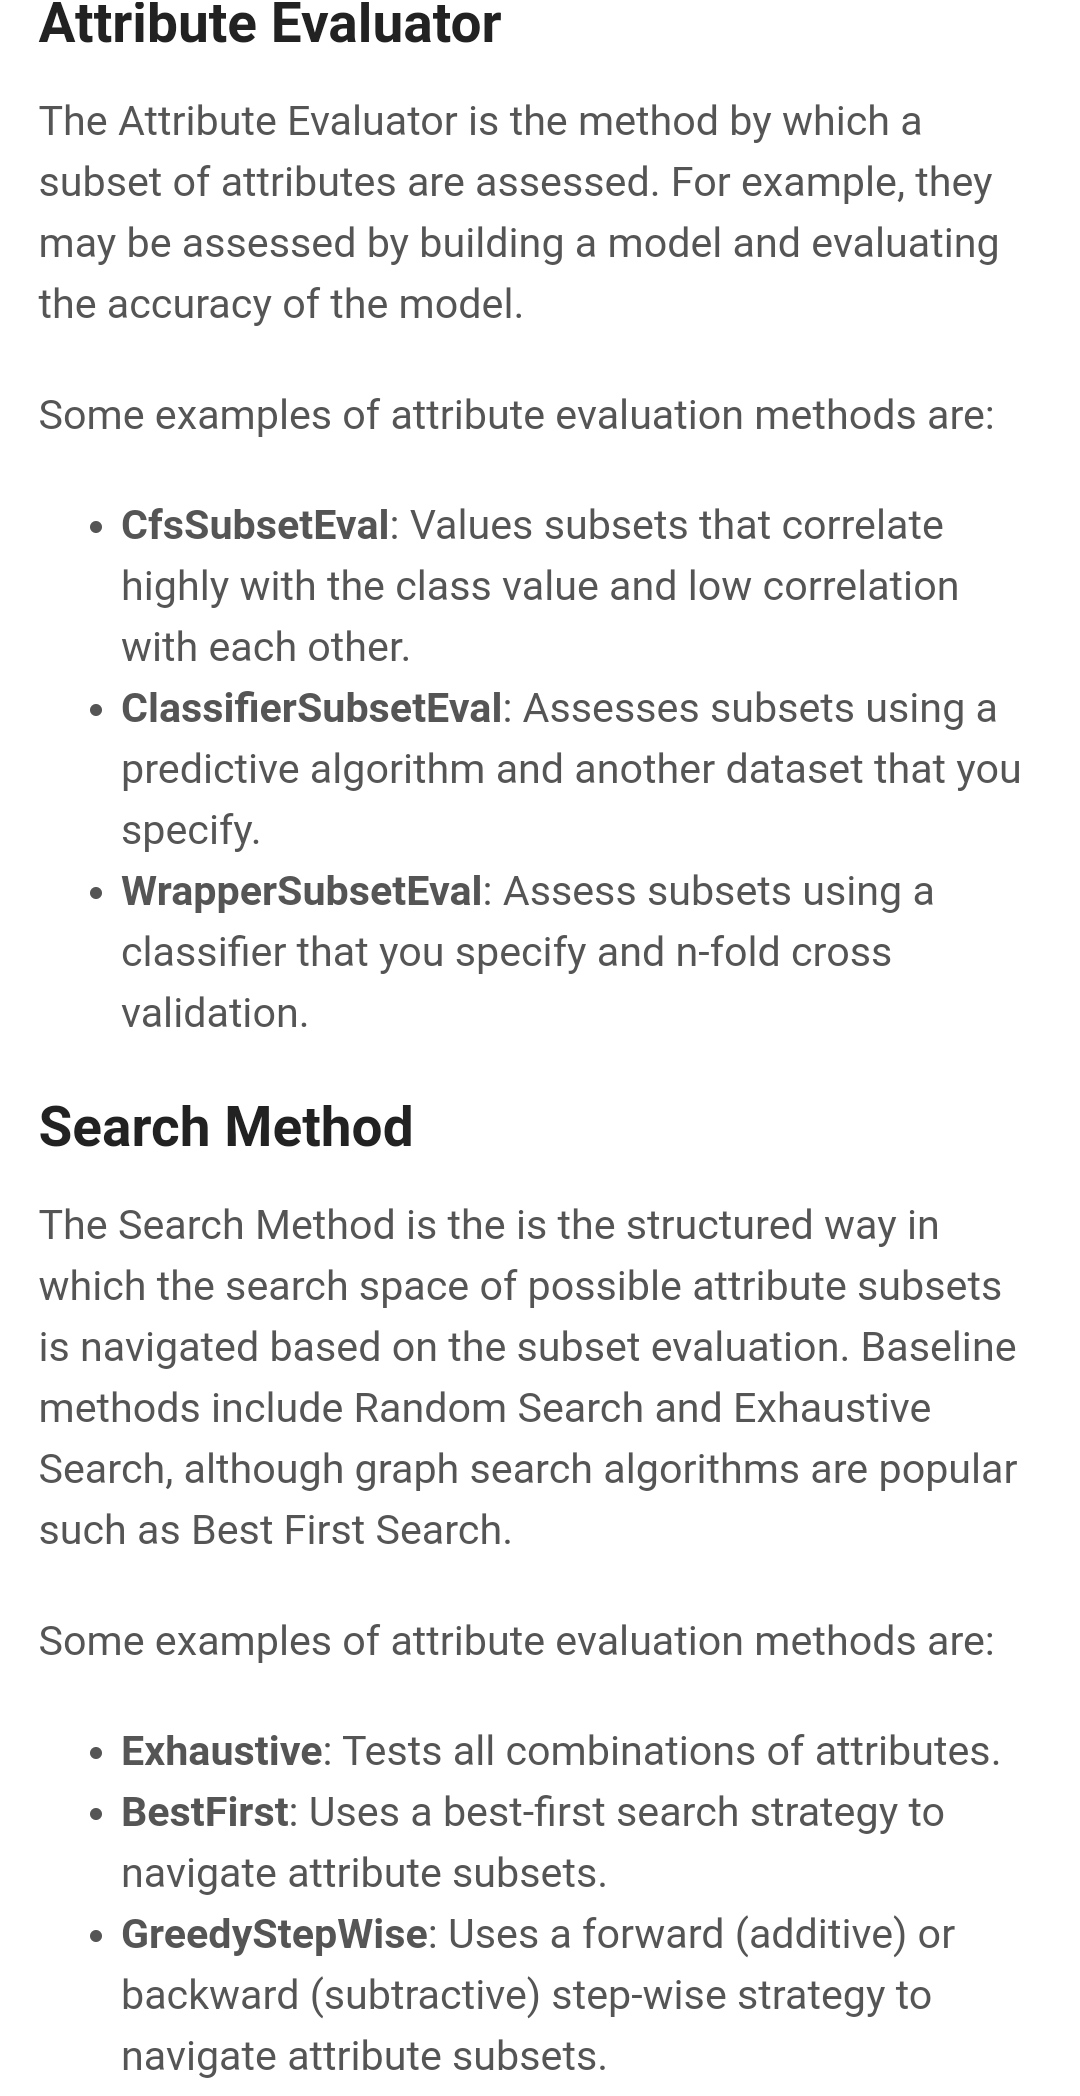 Attribute Evaluator
The Attribute Evaluator is the method by which a
subset of attributes are assessed. For example, they
may be assessed by building a model and evaluating
the accuracy of the model.
Some examples of attribute evaluation methods are:
• CfsSubsetEval: Values subsets that correlate
highly with the class value and low correlation
with each other.
• ClassifierSubsetEval: Assesses subsets using a
predictive algorithm and another dataset that you
specify.
• WrapperSubsetEval: Assess subsets using a
classifier that you specify and n-fold cross
validation.
Search Method
The Search Method is the is the structured way in
which the search space of possible attribute subsets
is navigated based on the subset evaluation. Baseline
methods include Random Search and Exhaustive
Search, although graph search algorithms are popular
such as Best First Search.
Some examples of attribute evaluation methods are:
• Exhaustive: Tests all combinations of attributes.
• BestFirst: Uses a best-first search strategy to
navigate attribute subsets.
• GreedyStepWise: Uses a forward (additive) or
backward (subtractive) step-wise strategy to
navigate attribute subsets.